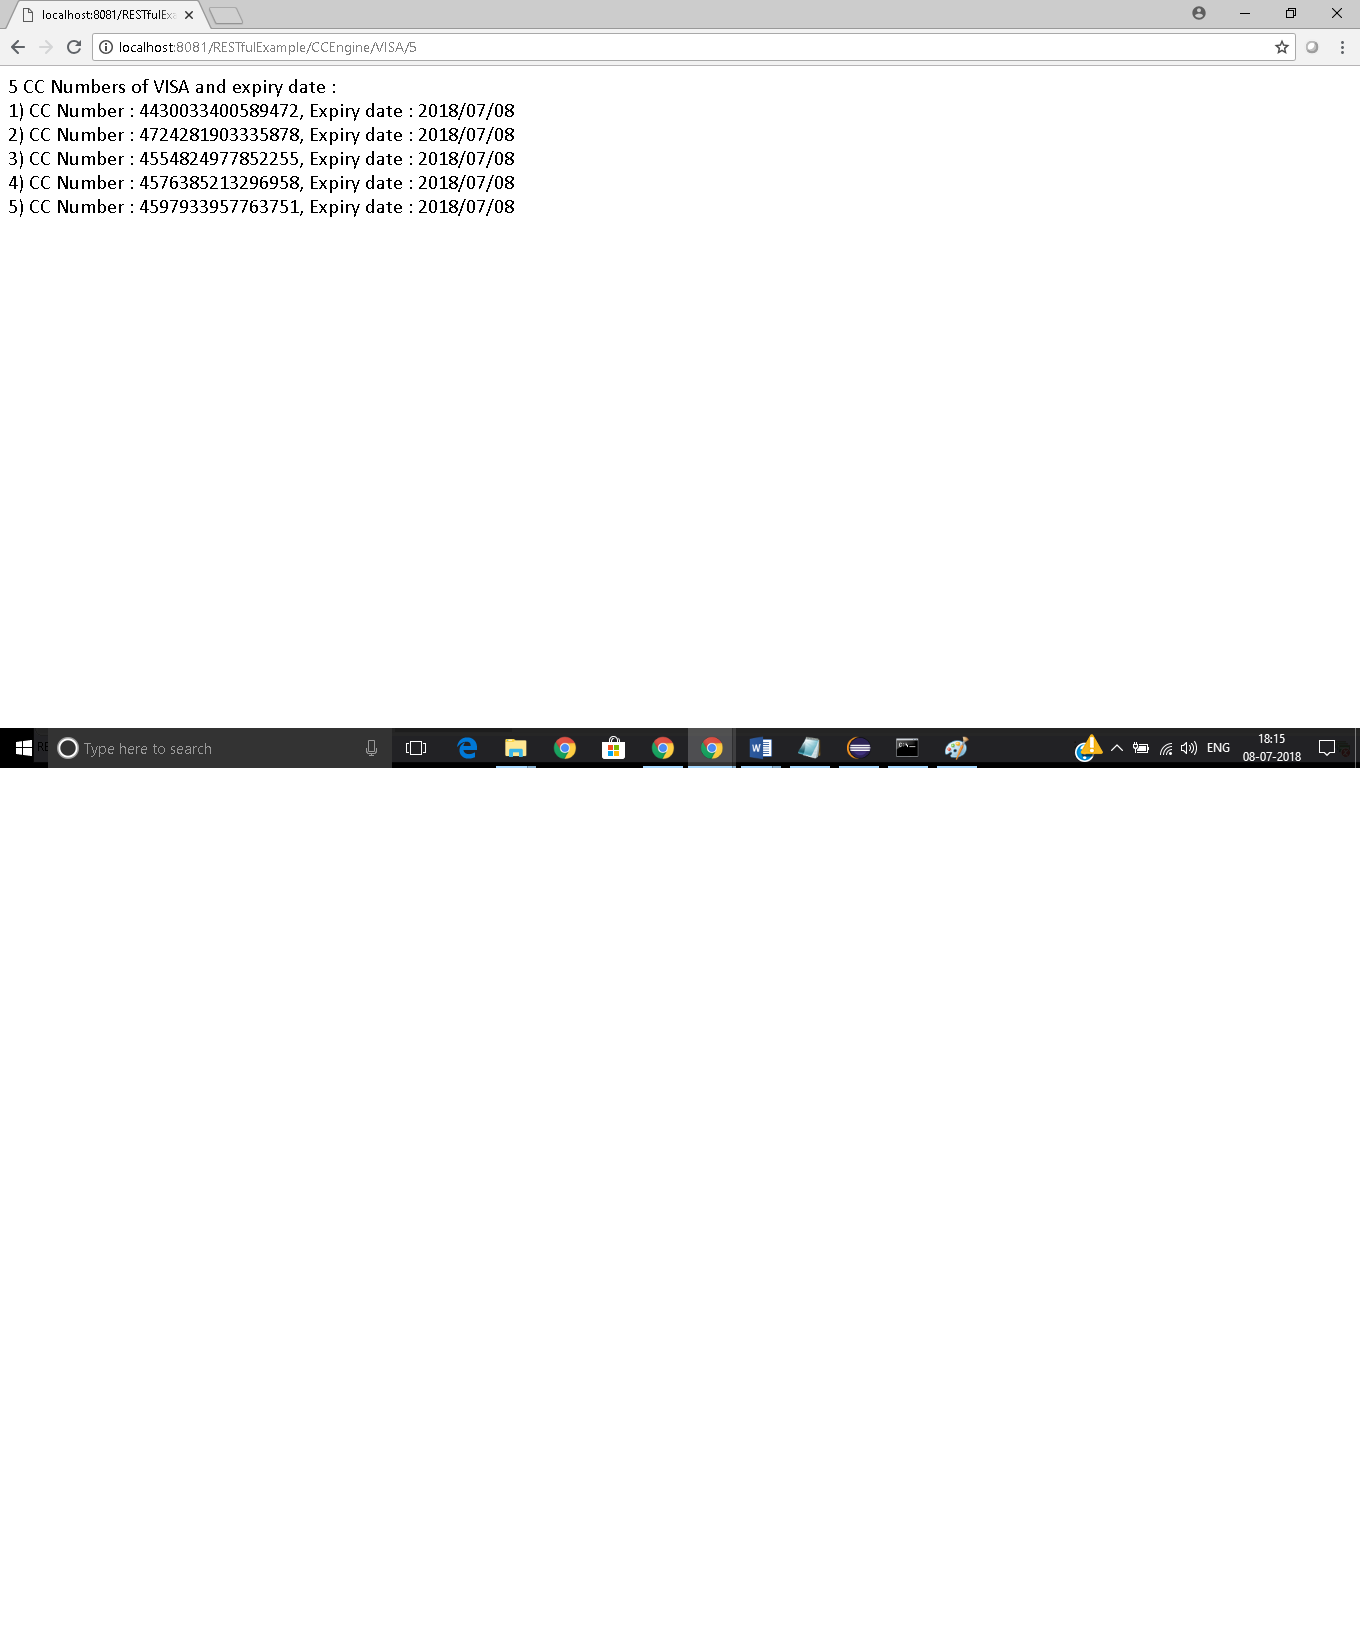 localhost:8081/RESTfulExa
localhost:8081/RESTfulExample/CCEngine/VISA/5
5 CC Numbers of VISA and expiry date :
1) CC Number : 4430033400589472, Expiry date : 2018/07/08
2) CC Number : 4724281903335878, Expiry date : 2018/07/08
3) CC Number : 4554824977852255, Expiry date : 2018/07/08
4) CC Number : 4576385213296958, Expiry date : 2018/07/08
5) CC Number : 4597933957763751, Expiry date : 2018/07/08
Type here to search
ENG
18:15
08-07-2018